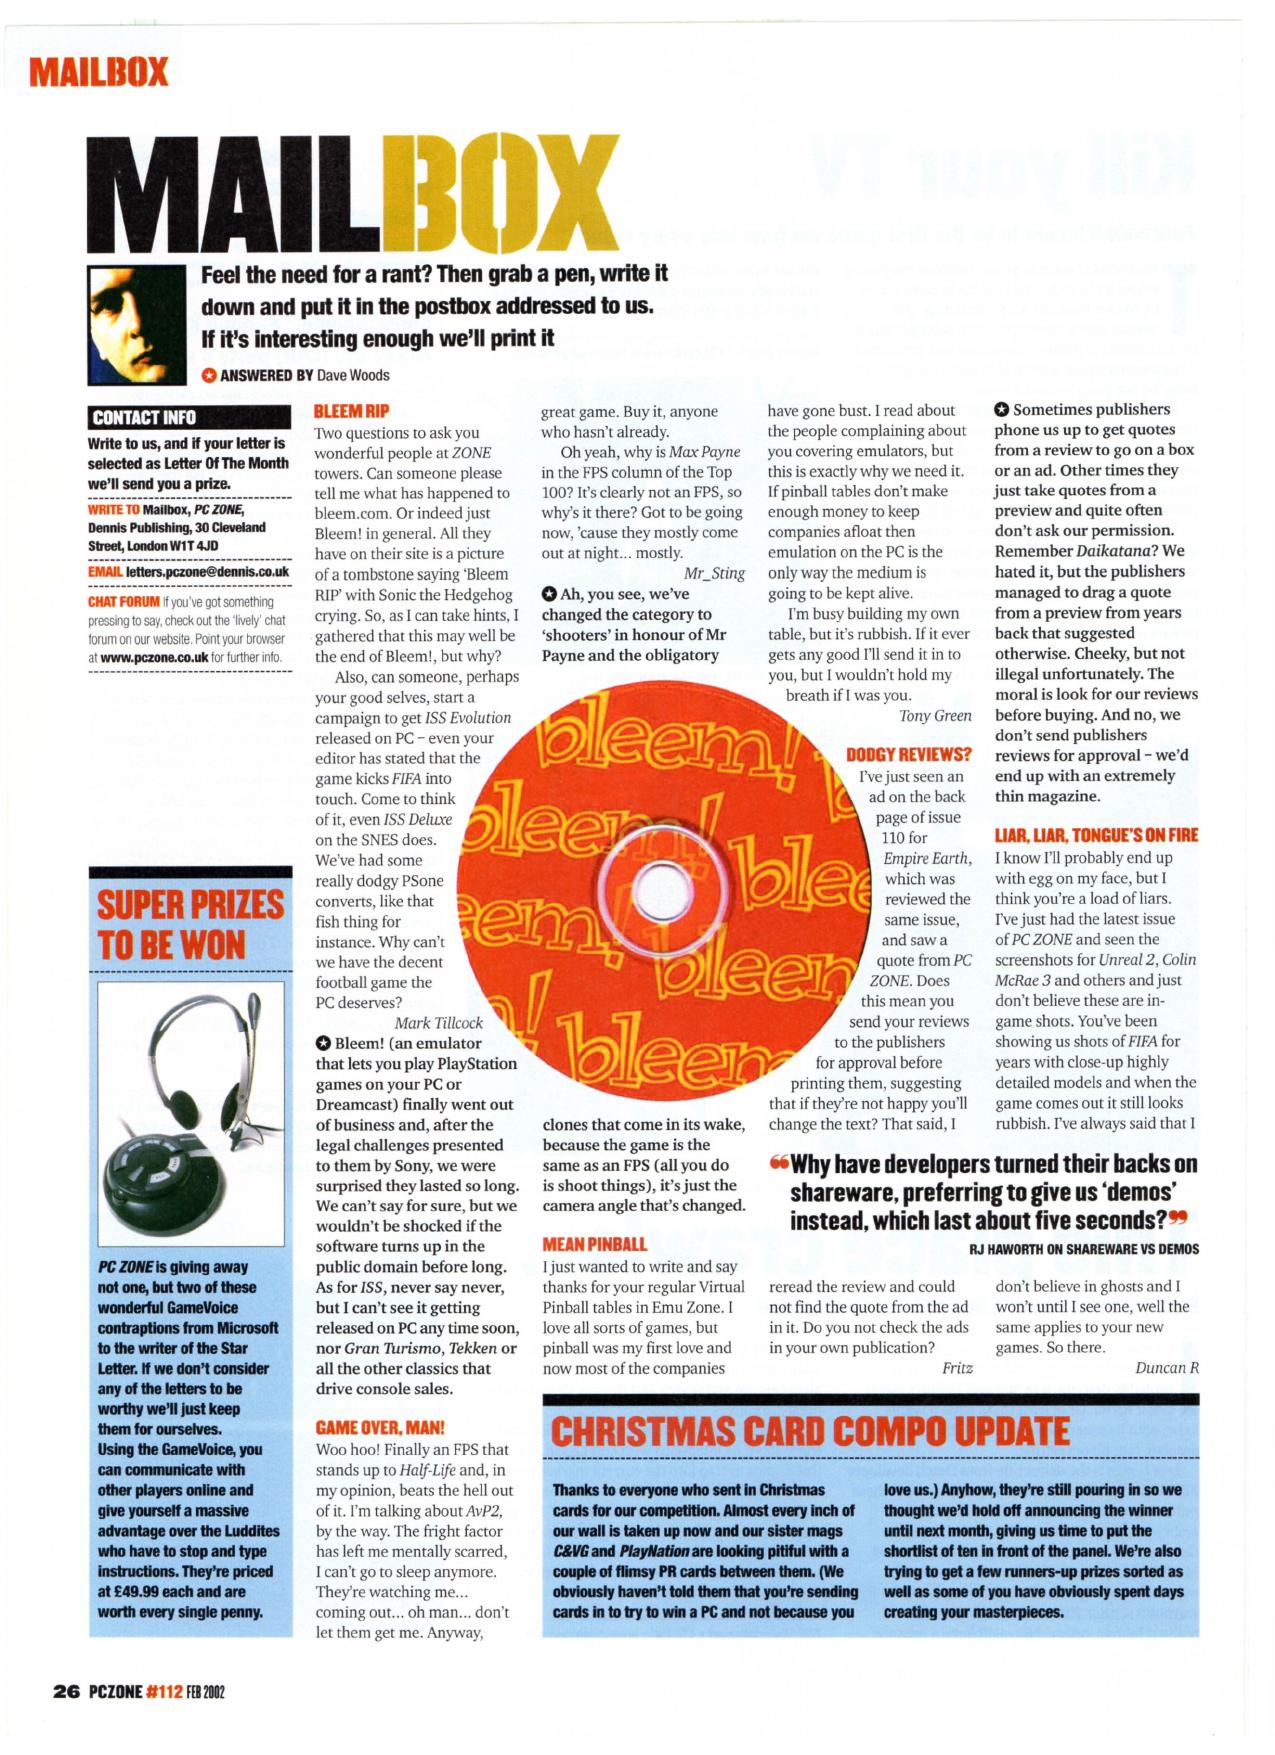 MAILBOX
MAILBOX
Feel the need for a rant? Then grab a pen, write it
down and put it in the postbox addressed to us.
If it's interesting enough we'll print it
ANSWERED BY Dave Woods
CONTACT INFO
Write to us, and if your letter is
selected as Letter Of The Month
we'll send you a prize.
WRITE TO Mailbox, PC ZONE,
Dennis Publishing, 30 Cleveland
Street, London W1T 4JD
EMAIL letters.pczone@dennis.co.uk
CHAT FORUM If you've got something
pressing to say, check out the 'lively' chat
forum on our website. Point your browser
at www.pczone.co.uk for further info.
SUPER PRIZES
TO BE WON
PC ZONE is giving away
not one, but two of these
wonderful GameVoice
contraptions from Microsoft
to the writer of the Star
Letter. If we don't consider
any of the letters to be
worthy we'll just keep
them for ourselves.
Using the GameVoice, you
can communicate with
other players online and
give yourself a massive
advantage over the Luddites
who have to stop and type
instructions. They're priced
at £49.99 each and are
worth every single penny.
BLEEM RIP
Two questions to ask you
wonderful people at ZONE
towers. Can someone please
tell me what has happened to
bleem.com. Or indeed just
Bleem! in general. All they
have on their site is a picture
of a tombstone saying 'Bleem
RIP' with Sonic the Hedgehog
crying. So, as I can take hints, I
gathered that this may well be
the end of Bleem!, but why?
Also, can someone, perhaps
your good selves, start a
campaign to get ISS Evolution
released on PC – even your
editor has stated that the
game kicks FIFA into
touch. Come to think
of it, even ISS Deluxe
on the SNES does.
We've had some
really dodgy PSone
converts, like that
fish thing for
instance. Why can't
we have the decent
football game the
PC deserves?
Mark Tillcock
Bleem! (an emulator
that lets you play PlayStation
games on your PC or
Dreamcast) finally went out
of business and, after the
legal challenges presented
to them by Sony, we were
surprised they lasted so long.
We can't say for sure, but we
wouldn't be shocked if the
software turns up in the
public domain before long.
As for ISS, never say never,
but I can't see it getting
released on PC any time soon,
nor Gran Turismo, Tekken or
all the other classics that
drive console sales.
GAME OVER, MAN!
Woo hoo! Finally an FPS that
stands up to Half-Life and, in
my opinion, beats the hell out
of it. I'm talking about AvP2,
by the way. The fright factor
has left me mentally scarred,
I can't go to sleep anymore.
They're watching me...
coming out... oh man... don't
let them get me. Anyway,
great game. Buy it, anyone
who hasn't already.
Oh yeah, why is Max Payne
in the FPS column of the Top
100? It's clearly not an FPS, so
why's it there? Got to be going
now, 'cause they mostly come
out at night... mostly.
Mr_Sting
Ah, you see, we've
changed the category to
'shooters' in honour of Mr
Payne and the obligatory
bleem!
bleem!
bleem!
bleem!
bleem!
bleem!
clones that come in its wake,
because the game is the
same as an FPS (all you do
is shoot things), it's just the
camera angle that's changed.
MEAN PINBALL
I just wanted to write and say
thanks for your regular Virtual
Pinball tables in Emu Zone. I
love all sorts of games, but
pinball was my first love and
now most of the companies
have gone bust. I read about
the people complaining about
you covering emulators, but
this is exactly why we need it.
If pinball tables don't make
enough money to keep
companies afloat then
emulation on the PC is the
only way the medium is
going to be kept alive.
I'm busy building my own
table, but it's rubbish. If it ever
gets any good I'll send it in to
you, but I wouldn't hold my
breath if I was you.
Tony Green
DODGY REVIEWS?
I've just seen an
ad on the back
page of issue
110 for
Empire Earth,
which was
reviewed the
same issue,
and saw a
quote from PC
ZONE. Does
this mean you
send your reviews
to the publishers
for approval before
printing them, suggesting
that if they're not happy you'll
change the text? That said, I
reread the review and could
not find the quote from the ad
in it. Do you not check the ads
in your own publication?
Fritz
Sometimes publishers
phone us up to get quotes
from a review to go on a box
or an ad. Other times they
just take quotes from a
preview and quite often
don't ask our permission.
Remember Daikatana? We
hated it, but the publishers
managed to drag a quote
from a preview from years
back that suggested
otherwise. Cheeky, but not
illegal unfortunately. The
moral is look for our reviews
before buying. And no, we
don't send publishers
reviews for approval – we'd
end up with an extremely
thin magazine.
LIAR, LIAR, TONGUE'S ON FIRE
I know I'll probably end up
with egg on my face, but I
think you're a load of liars.
I've just had the latest issue
of PC ZONE and seen the
screenshots for Unreal 2, Colin
McRae 3 and others and just
don't believe these are in-
game shots. You've been
showing us shots of FIFA for
years with close-up highly
detailed models and when the
game comes out it still looks
rubbish. I've always said that I
don't believe in ghosts and I
won't until I see one, well the
same applies to your new
games. So there.
Duncan R
“Why have developers turned their backs on
shareware, preferring to give us 'demos'
instead, which last about five seconds?”
RJ HAWORTH ON SHAREWARE VS DEMOS
CHRISTMAS CARD COMPO UPDATE
Thanks to everyone who sent in Christmas
cards for our competition. Almost every inch of
our wall is taken up now and our sister mags
C&VG and PlayNation are looking pitiful with a
couple of flimsy PR cards between them. (We
obviously haven't told them that you're sending
cards in to try to win a PC and not because you
love us.) Anyhow, they're still pouring in so we
thought we'd hold off announcing the winner
until next month, giving us time to put the
shortlist of ten in front of the panel. We're also
trying to get a few runners-up prizes sorted as
well as some of you have obviously spent days
creating your masterpieces.
26 PCZONE #112 FEB 2002